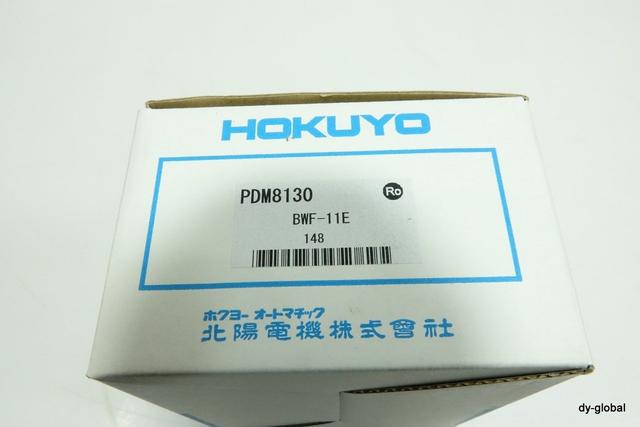 HOKUYO
PDM8130 Ro
BWF-11E
148
ホクヨー オートマチック
北陽電機株式會社
dy-global